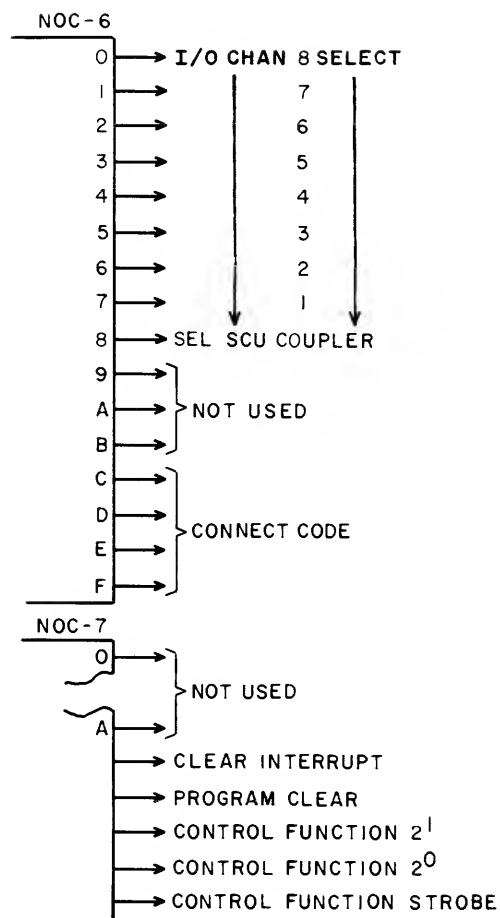 NOC-6
0 I/O CHAN 8 SELECT
1 7
2 6
3 5
4 4
5 3
6 2
7 1
8 SEL SCU COUPLER
9
A NOT USED
B
C
D CONNECT CODE
E
F
NOC-7
0
NOT USED
A
CLEAR INTERRUPT
PROGRAM CLEAR
CONTROL FUNCTION 2¹
CONTROL FUNCTION 2⁰
CONTROL FUNCTION STROBE